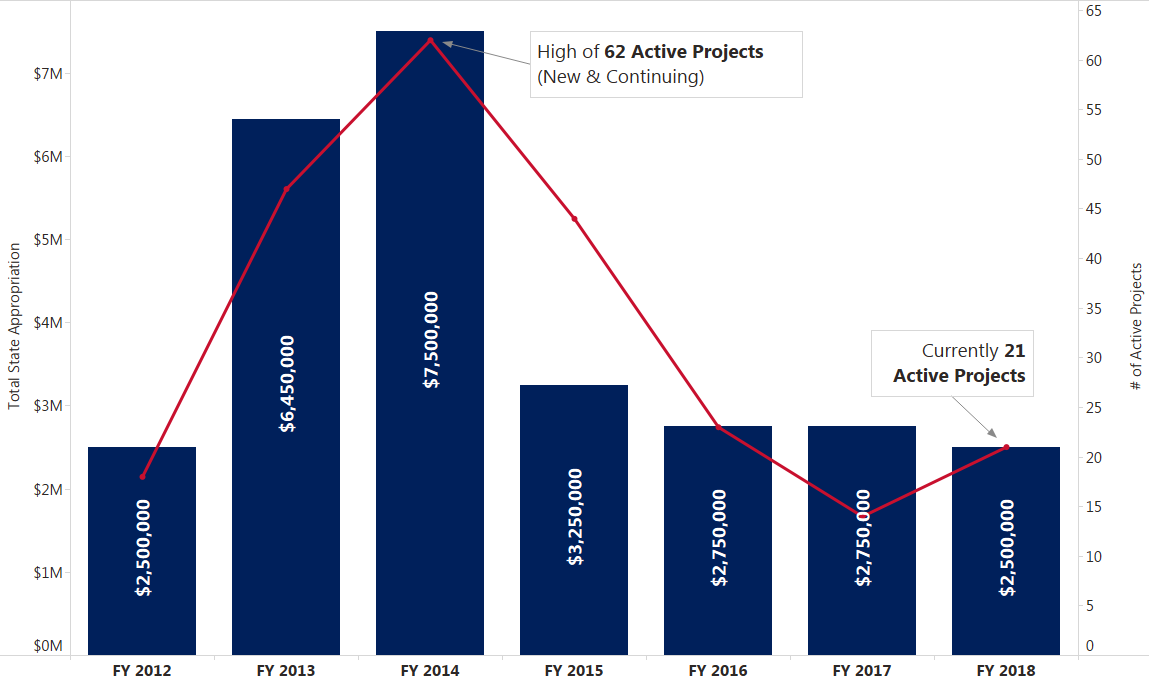 High of 62 Active Projects
(New & Continuing)
Currently 21
Active Projects
Total State Appropriation
$7M
$6M
$5M
$4M
$3M
$2M
$1M
$0M
$2,500,000
$6,450,000
$7,500,000
$3,250,000
$2,750,000
$2,750,000
$2,500,000
65
60
55
50
45
40
35
30
25
20
15
10
5
0
# of Active Projects
FY 2012
FY 2013
FY 2014
FY 2015
FY 2016
FY 2017
FY 2018